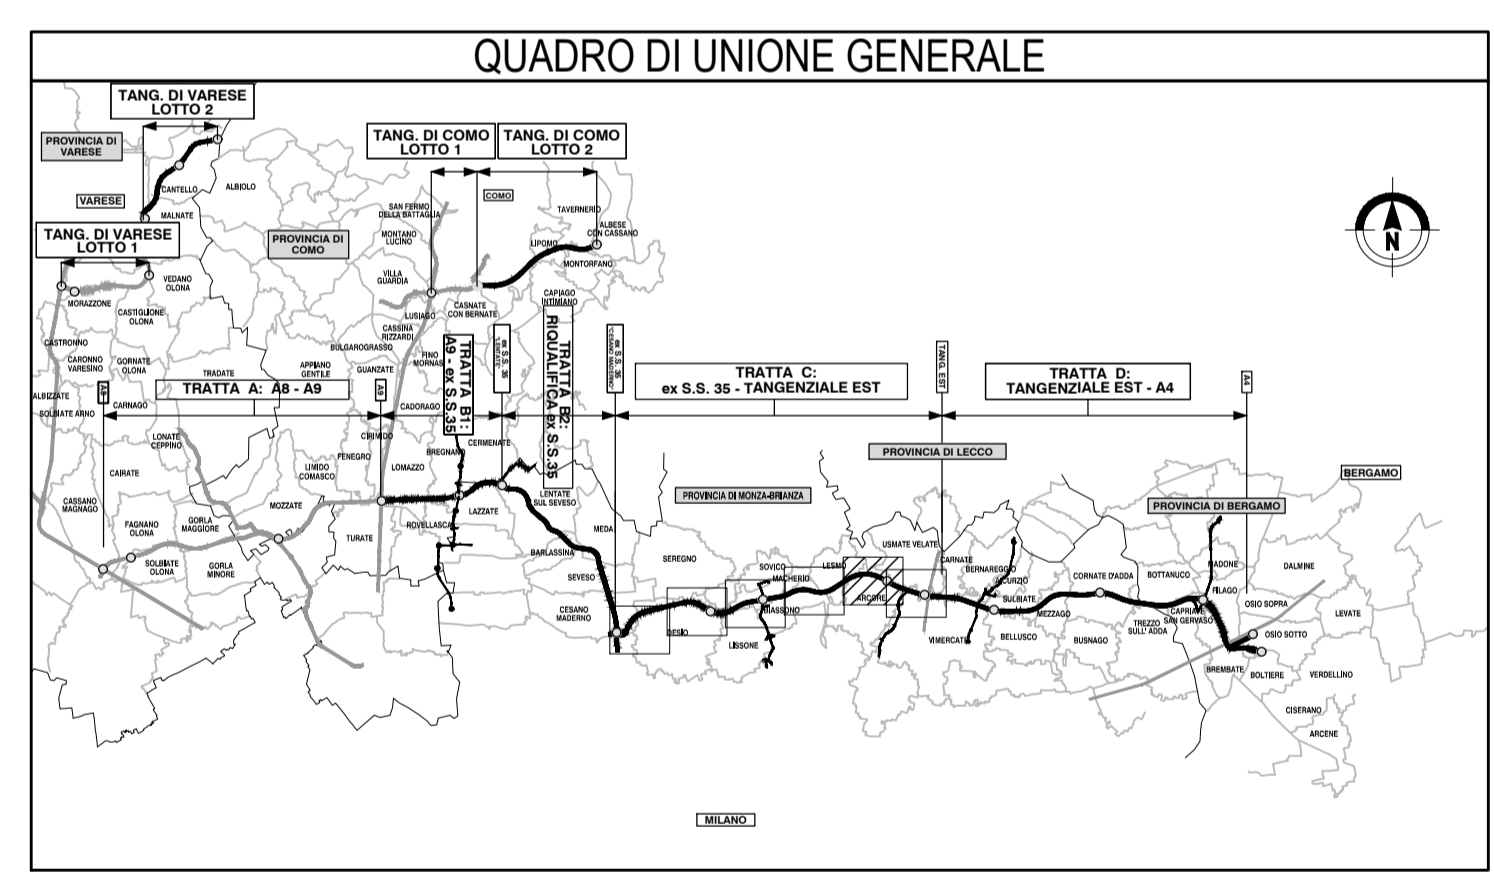 QUADRO DI UNIONE GENERALE
TANG. DI VARESE
LOTTO 2
PROVINCIA DI
VARESE
CANTELLO
ALBIOLO
VARESE
MALNATE
TANG. DI VARESE
LOTTO 1
PROVINCIA DI
COMO
TANG. DI COMO
LOTTO 1
TANG. DI COMO
LOTTO 2
COMO
SAN FERMO
DELLA BATTAGLIA
MONTANO
LUCINO
TAVERNERIO
ALBESE
CON CASSANO
LIPOMO
MONTORFANO
N
VEDANO
OLONA
MORAZZONE
CASTIGLIONE
OLONA
VILLA
GUARDIA
LUSIAGO
CASNATE
CON BERNATE
CAPIAGO
INTIMIANO
CASSINA
RIZZARDI
BULGAROGRASSO
CASTRONNO
CARONNO
VARESINO
GORNATE
OLONA
TRADATE
APPIANO
GENTILE
GUANZATE
FINO
MORNAS
ALBIZZATE
SOLBIATE ARNO
CARNAGO
A8
TRATTA A: A8 - A9
A9
CADORAGO
TRATTA B1:
A9 - ex S.S.35
ex S.S. 35
"LENTATE"
TRATTA B2:
RIQUALIFICA ex S.S.35
ex S.S. 35
"CESANO MADERNO"
TRATTA C:
ex S.S. 35 - TANGENZIALE EST
TANG. EST
TRATTA D:
TANGENZIALE EST - A4
A4
LONATE
CEPPINO
CIRIMIDO
FENEGRO
LIMIDO
COMASCO
LOMAZZO
BREGNANO
CERMENATE
PROVINCIA DI LECCO
BERGAMO
CAIRATE
CASSANO
MAGNAGO
FAGNANO
OLONA
GORLA
MAGGIORE
MOZZATE
ROVELLASCA
LAZZATE
LENTATE
SUL SEVESO
PROVINCIA DI MONZA-BRIANZA
PROVINCIA DI BERGAMO
TURATE
MEDA
SOLBIATE
OLONA
GORLA
MINORE
BARLASSINA
SEVESO
SEREGNO
SOVICO
MACHERIO
LESMO
USMATE VELATE
CARNATE
BERNAREGGIO
AICURZIO
CORNATE D'ADDA
BOTTANUCO
MADONE
DALMINE
FILAGO
CESANO
MADERNO
DESIO
LISSONE
BIASSONO
ARCORE
VIMERCATE
SULBIATE
MEZZAGO
BELLUSCO
BUSNAGO
TREZZO
SULL' ADDA
CAPRIATE
SAN GERVASO
OSIO SOPRA
LEVATE
OSIO SOTTO
BREMBATE
BOLTIERE
VERDELLINO
CISERANO
ARCENE
MILANO